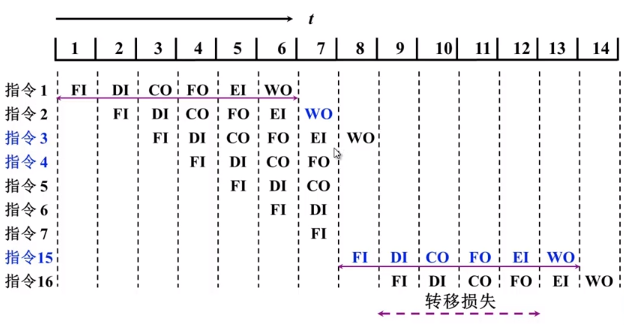 t
1 2 3 4 5 6 7 8 9 10 11 12 13 14
指令1 FI DI CO FO EI WO
指令2 FI DI CO FO EI WO
指令3 FI DI CO FO EI WO
指令4 FI DI CO FO
指令5 FI DI CO
指令6 FI DI
指令7 FI
指令15 FI DI CO FO EI WO
指令16 FI DI CO FO EI WO
转移损失